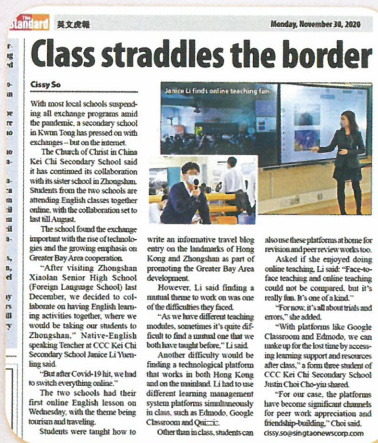 The
Standard 英文虎報
Monday, November 30, 2020
Class straddles the border
Cissy So
With most local schools suspend-
ing all exchange programs amid
the pandemic, a secondary school
in Kwun Tong has pressed on with
exchanges – but on the internet.
The Church of Christ in China
Kei Chi Secondary School said
it has continued its collaboration
with its sister school in Zhongshan.
Students from the two schools are
attending English classes together
online, with the collaboration set to
last till August.
The school found the exchange
important with the rise of technolo-
gies and the growing emphasis on
Greater Bay Area cooperation.
"After visiting Zhongshan
Xiaolan Senior High School
(Foreign Language School) last
December, we decided to col-
laborate on having English learn-
ing activities together, where we
would be taking our students to
Zhongshan," Native-English
speaking Teacher at CCC Kei Chi
Secondary School Janice Li Yuen-
ling said.
"But after Covid-19 hit, we had
to switch everything online."
The two schools had their
first online English lesson on
Wednesday, with the theme being
tourism and traveling.
Students were taught how to
Janice Li finds online teaching fun.
write an informative travel blog
entry on the landmarks of Hong
Kong and Zhongshan as part of
promoting the Greater Bay Area
development.
However, Li said finding a
mutual theme to work on was one
of the difficulties they faced.
"As we have different teaching
modules, sometimes it's quite dif-
ficult to find a mutual one that we
both have taught before," Li said.
Another difficulty would be
finding a technological platform
that works in both Hong Kong
and on the mainland. Li had to use
different learning management
system platforms simultaneously
in class, such as Edmodo, Google
Classroom and
Other than in class, students can
also use these platforms at home for
revision and peer review works too.
Asked if she enjoyed doing
online teaching, Li said: "Face-to-
face teaching and online teaching
could not be compared, but it's
really fun. It's one of a kind."
"For now, it's all about trials and
errors," she added.
"With platforms like Google
Classroom and Edmodo, we can
make up for the lost time by access-
ing learning support and resources
after class," a form three student of
CCC Kei Chi Secondary School
Justin Choi Cho-yiu shared.
"For our case, the platforms
have become significant channels
for peer work appreciation and
friendship-building," Choi said.
cissy.so@singtaonewscorp.com